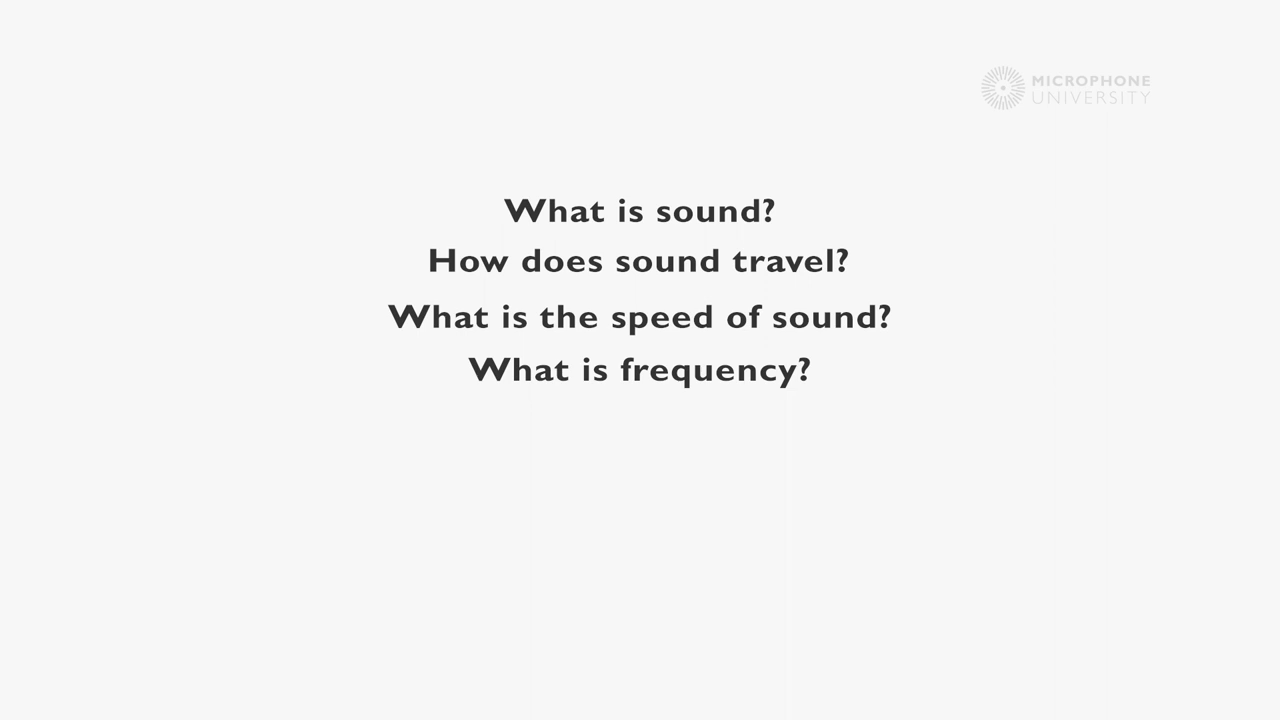 MICROPHONE
UNIVERSITY
What is sound?
How does sound travel?
What is the speed of sound?
What is frequency?